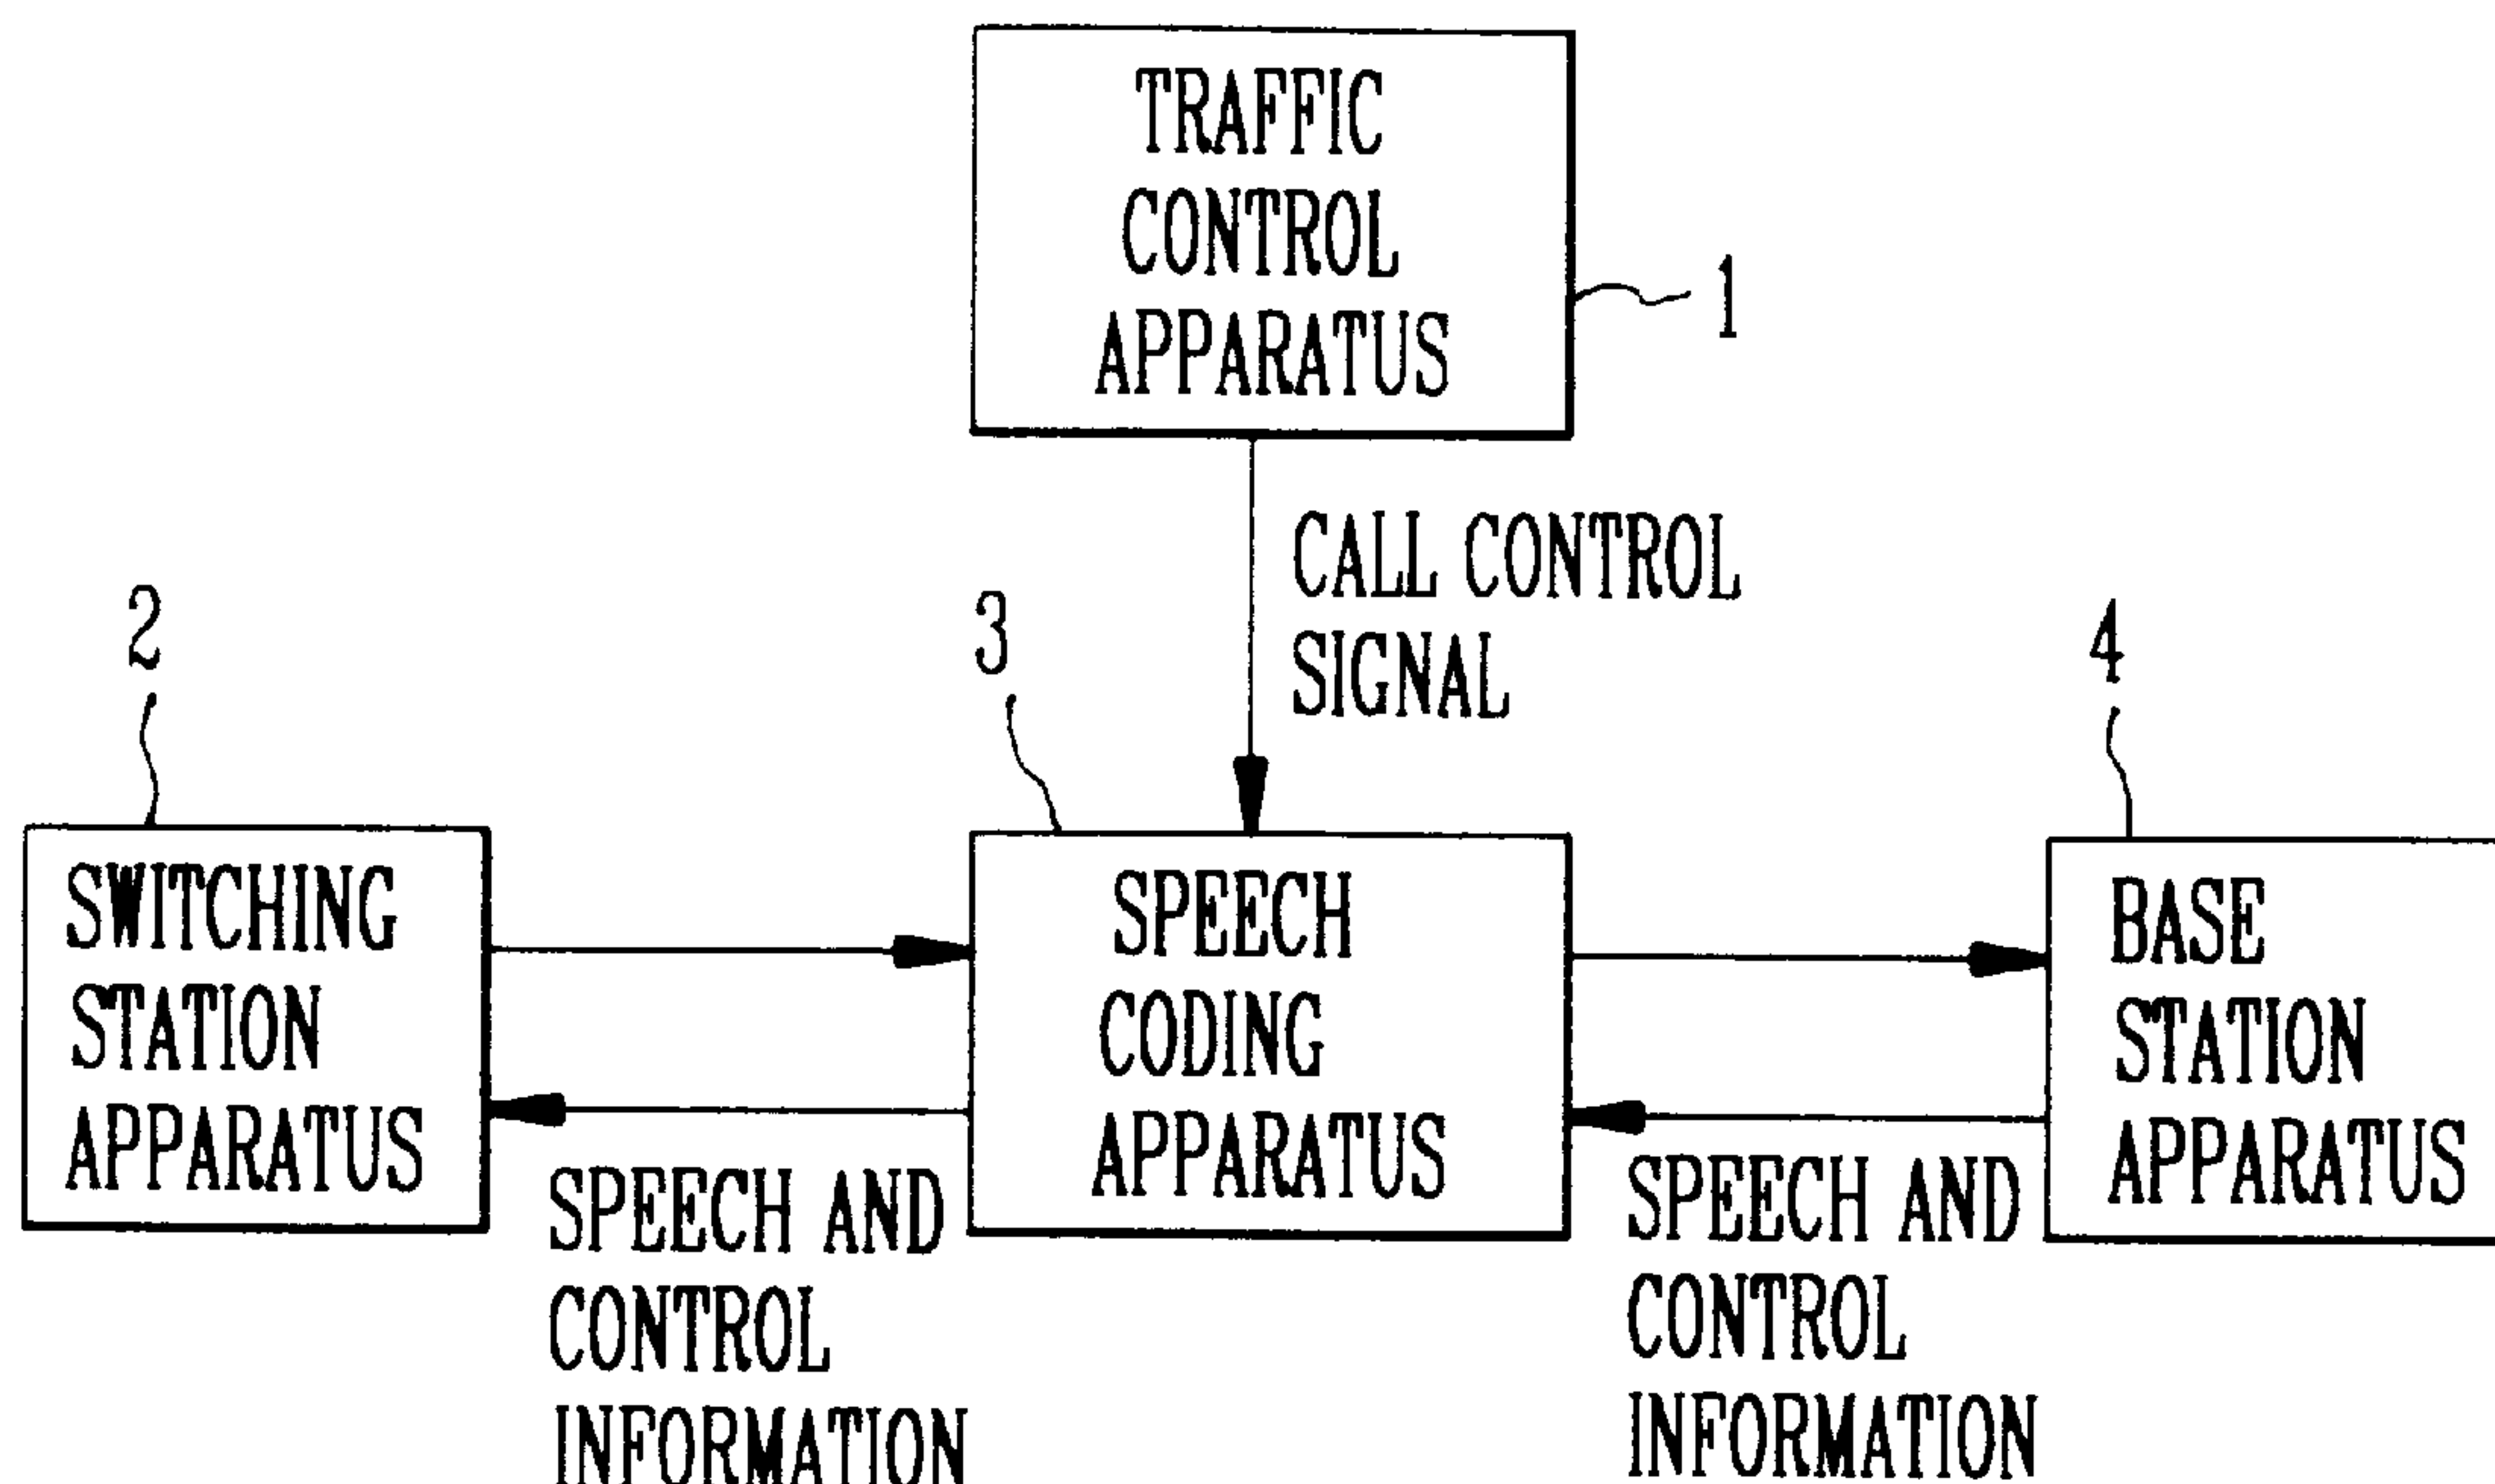 TRAFFIC
CONTROL
APPARATUS
1
CALL CONTROL
SIGNAL
2
3
4
SWITCHING
STATION
APPARATUS
SPEECH
CODING
APPARATUS
BASE
STATION
APPARATUS
SPEECH AND
CONTROL
INFORMATION
SPEECH AND
CONTROL
INFORMATION